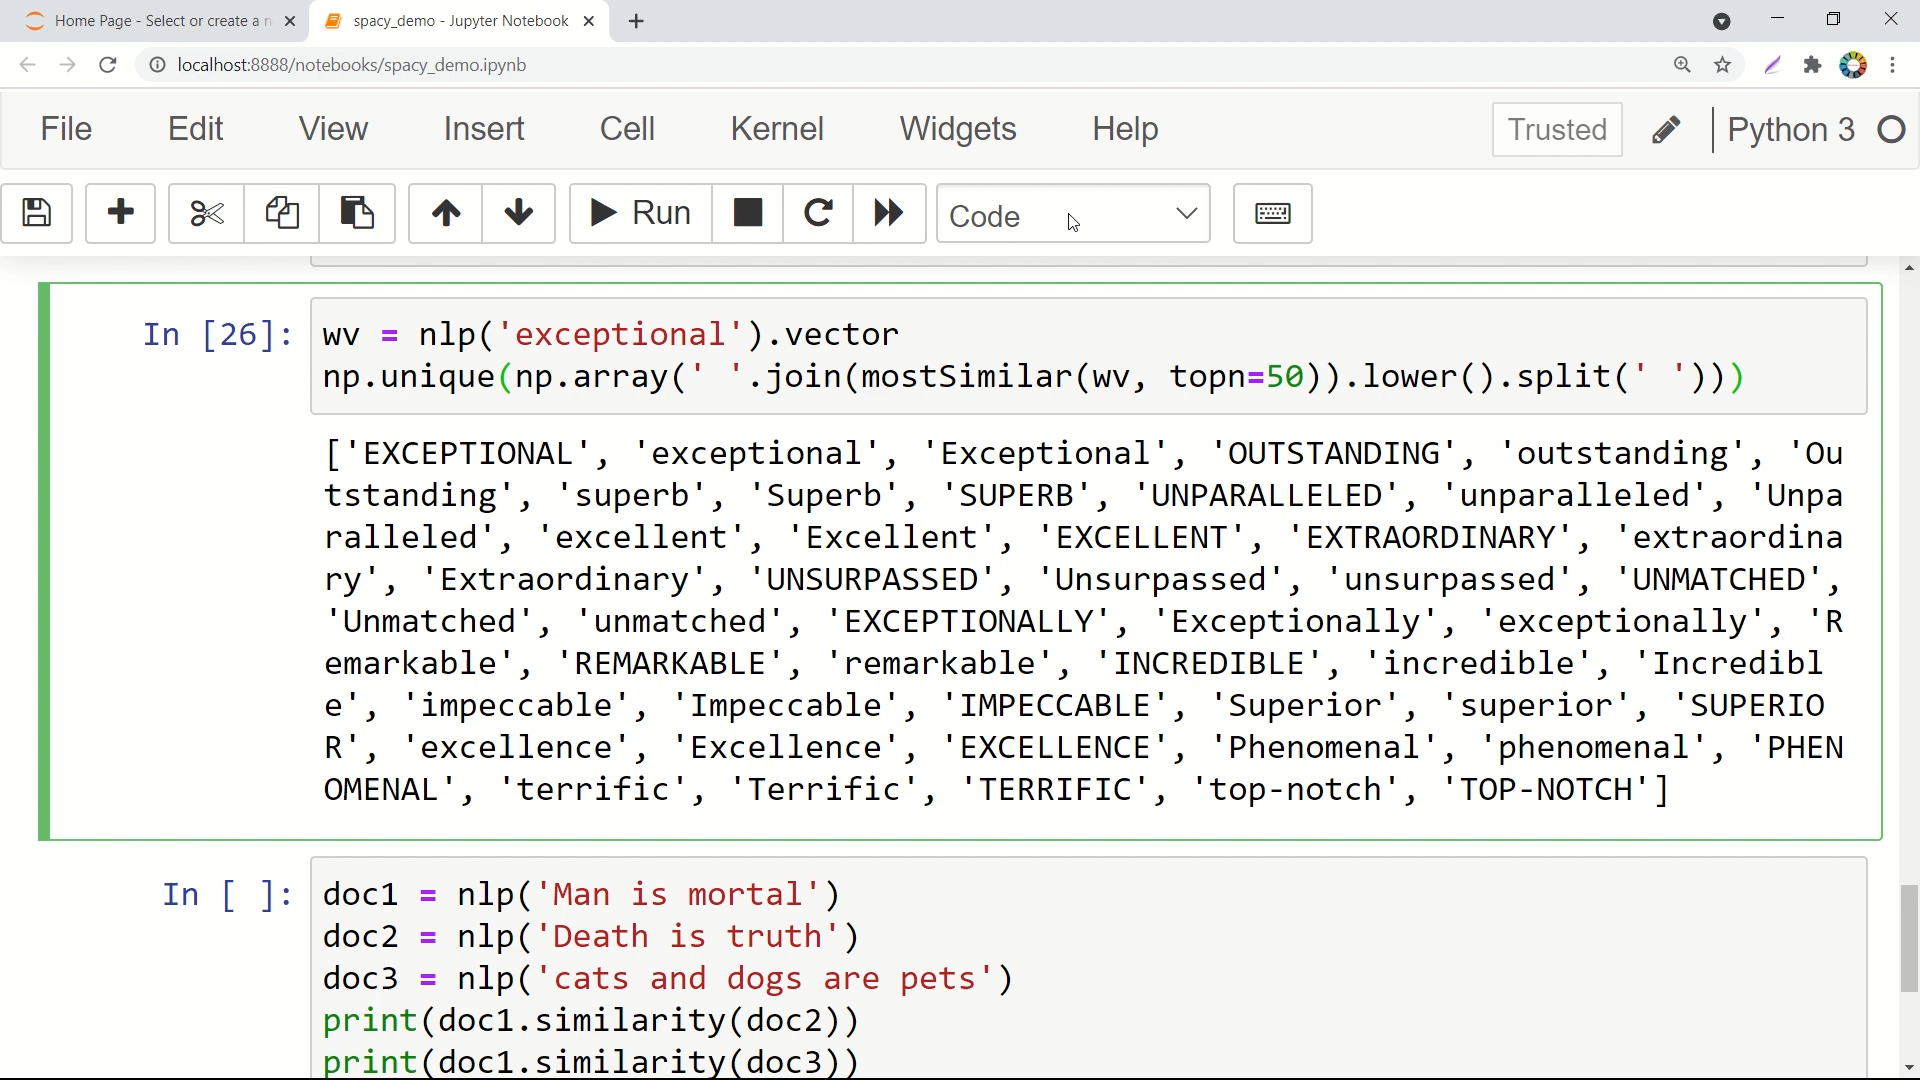 Home Page - Select or create a n
spacy_demo - Jupyter Notebook
localhost:8888/notebooks/spacy_demo.ipynb
File Edit View Insert Cell Kernel Widgets Help Trusted Python 3
Run Code
In [26]: wv = nlp('exceptional').vector
np.unique(np.array(' '.join(mostSimilar(wv, topn=50)).lower().split(' ')))
['EXCEPTIONAL', 'exceptional', 'Exceptional', 'OUTSTANDING', 'outstanding', 'Ou
tstanding', 'superb', 'Superb', 'SUPERB', 'UNPARALLELED', 'unparalleled', 'Unpa
ralleled', 'excellent', 'Excellent', 'EXCELLENT', 'EXTRAORDINARY', 'extraordina
ry', 'Extraordinary', 'UNSURPASSED', 'Unsurpassed', 'unsurpassed', 'UNMATCHED',
'Unmatched', 'unmatched', 'EXCEPTIONALLY', 'Exceptionally', 'exceptionally', 'R
emarkable', 'REMARKABLE', 'remarkable', 'INCREDIBLE', 'incredible', 'Incredibl
e', 'impeccable', 'Impeccable', 'IMPECCABLE', 'Superior', 'superior', 'SUPERIO
R', 'excellence', 'Excellence', 'EXCELLENCE', 'Phenomenal', 'phenomenal', 'PHEN
OMENAL', 'terrific', 'Terrific', 'TERRIFIC', 'top-notch', 'TOP-NOTCH']
In [ ]: doc1 = nlp('Man is mortal')
doc2 = nlp('Death is truth')
doc3 = nlp('cats and dogs are pets')
print(doc1.similarity(doc2))
print(doc1.similarity(doc3))